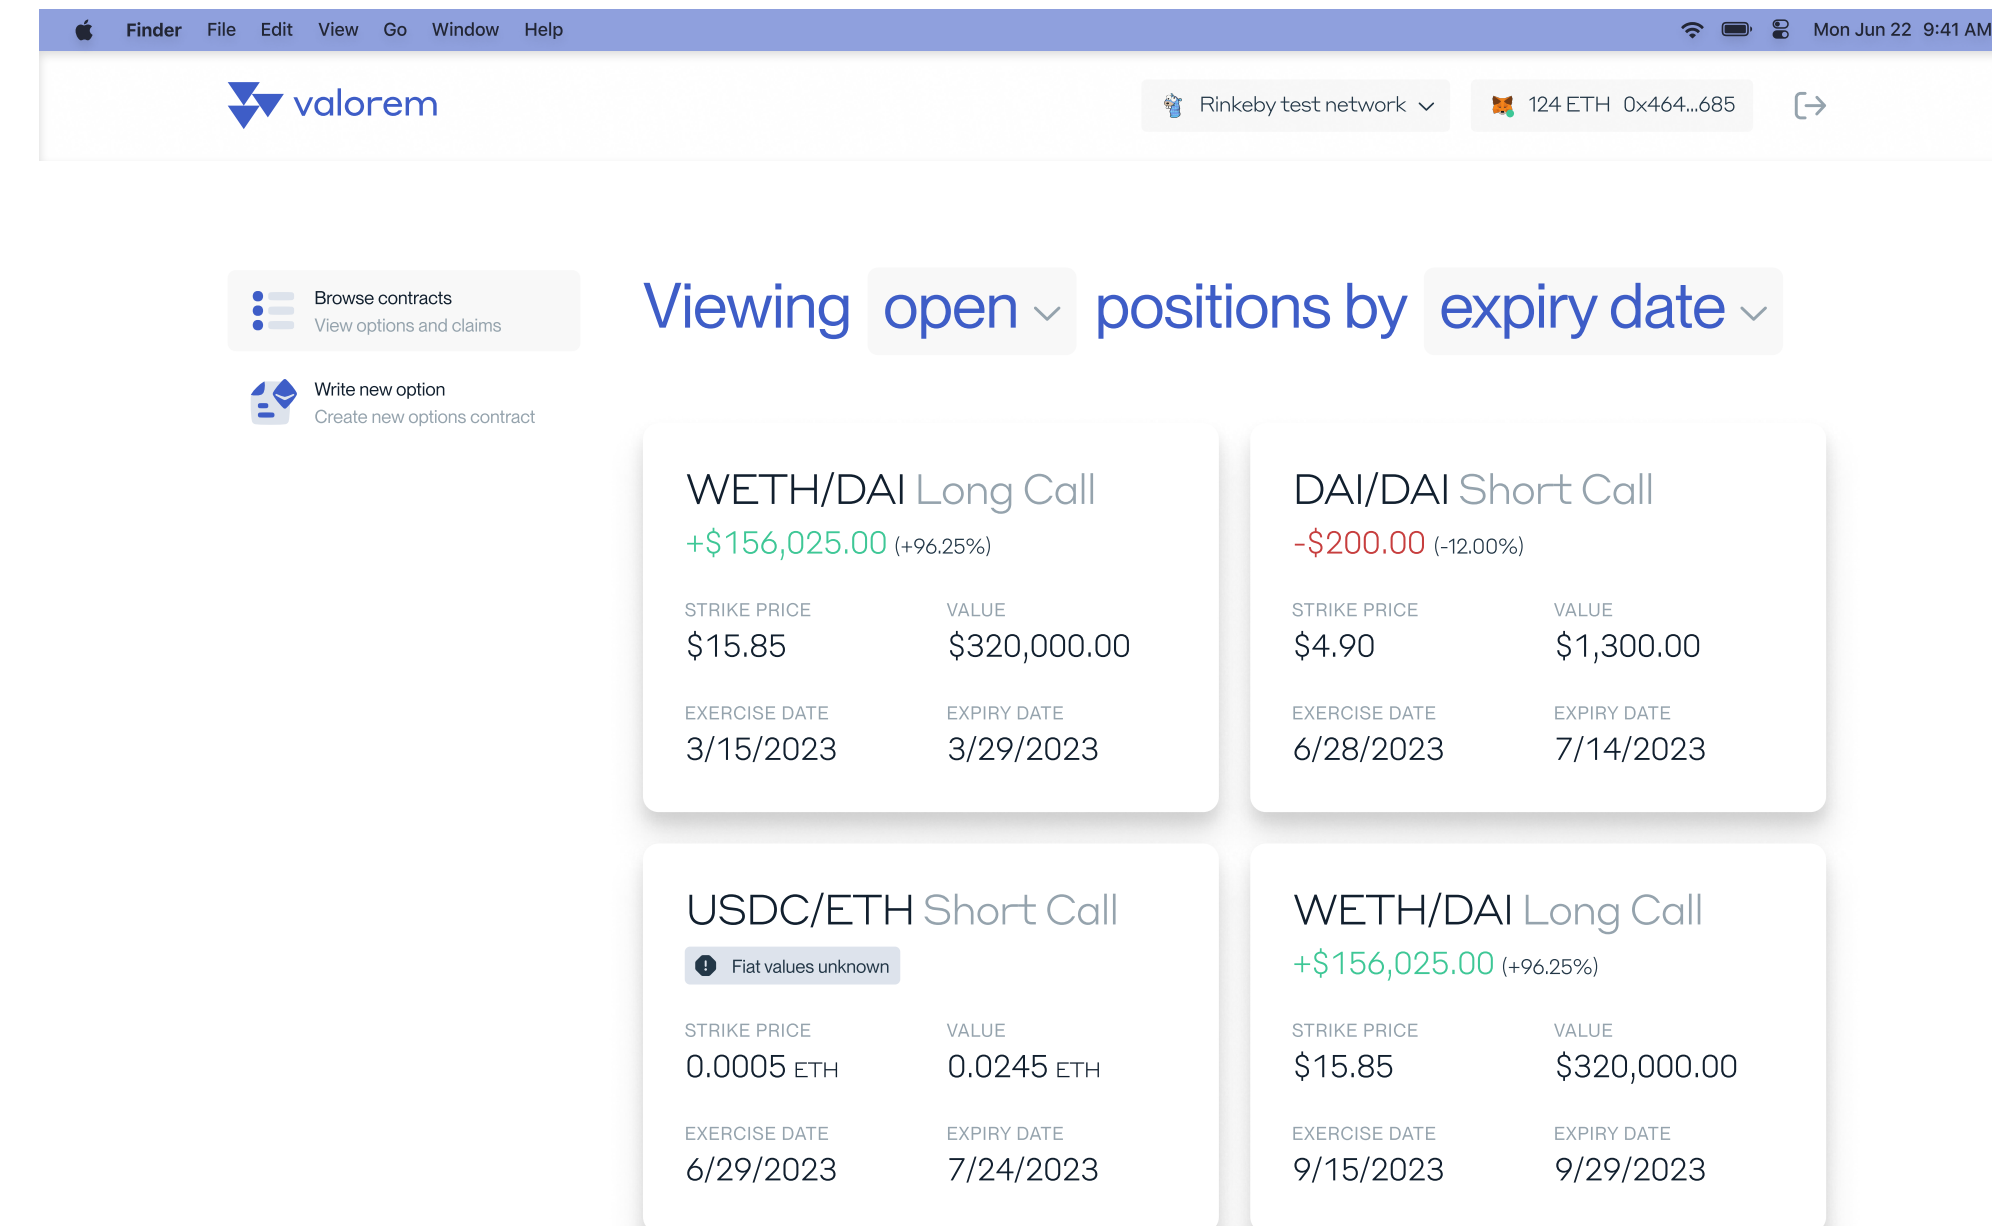 Finder File Edit View Go Window Help Mon Jun 22 9:41 AM
valorem Rinkeby test network 124 ETH 0x464...685
Viewing open positions by expiry date
Browse contracts
View options and claims
Write new option
Create new options contract
WETH/DAI Long Call
+$156,025.00 (+96.25%)
STRIKE PRICE VALUE
$15.85 $320,000.00
EXERCISE DATE EXPIRY DATE
3/15/2023 3/29/2023
DAI/DAI Short Call
-$200.00 (-12.00%)
STRIKE PRICE VALUE
$4.90 $1,300.00
EXERCISE DATE EXPIRY DATE
6/28/2023 7/14/2023
USDC/ETH Short Call
Fiat values unknown
STRIKE PRICE VALUE
0.0005 ETH 0.0245 ETH
EXERCISE DATE EXPIRY DATE
6/29/2023 7/24/2023
WETH/DAI Long Call
+$156,025.00 (+96.25%)
STRIKE PRICE VALUE
$15.85 $320,000.00
EXERCISE DATE EXPIRY DATE
9/15/2023 9/29/2023